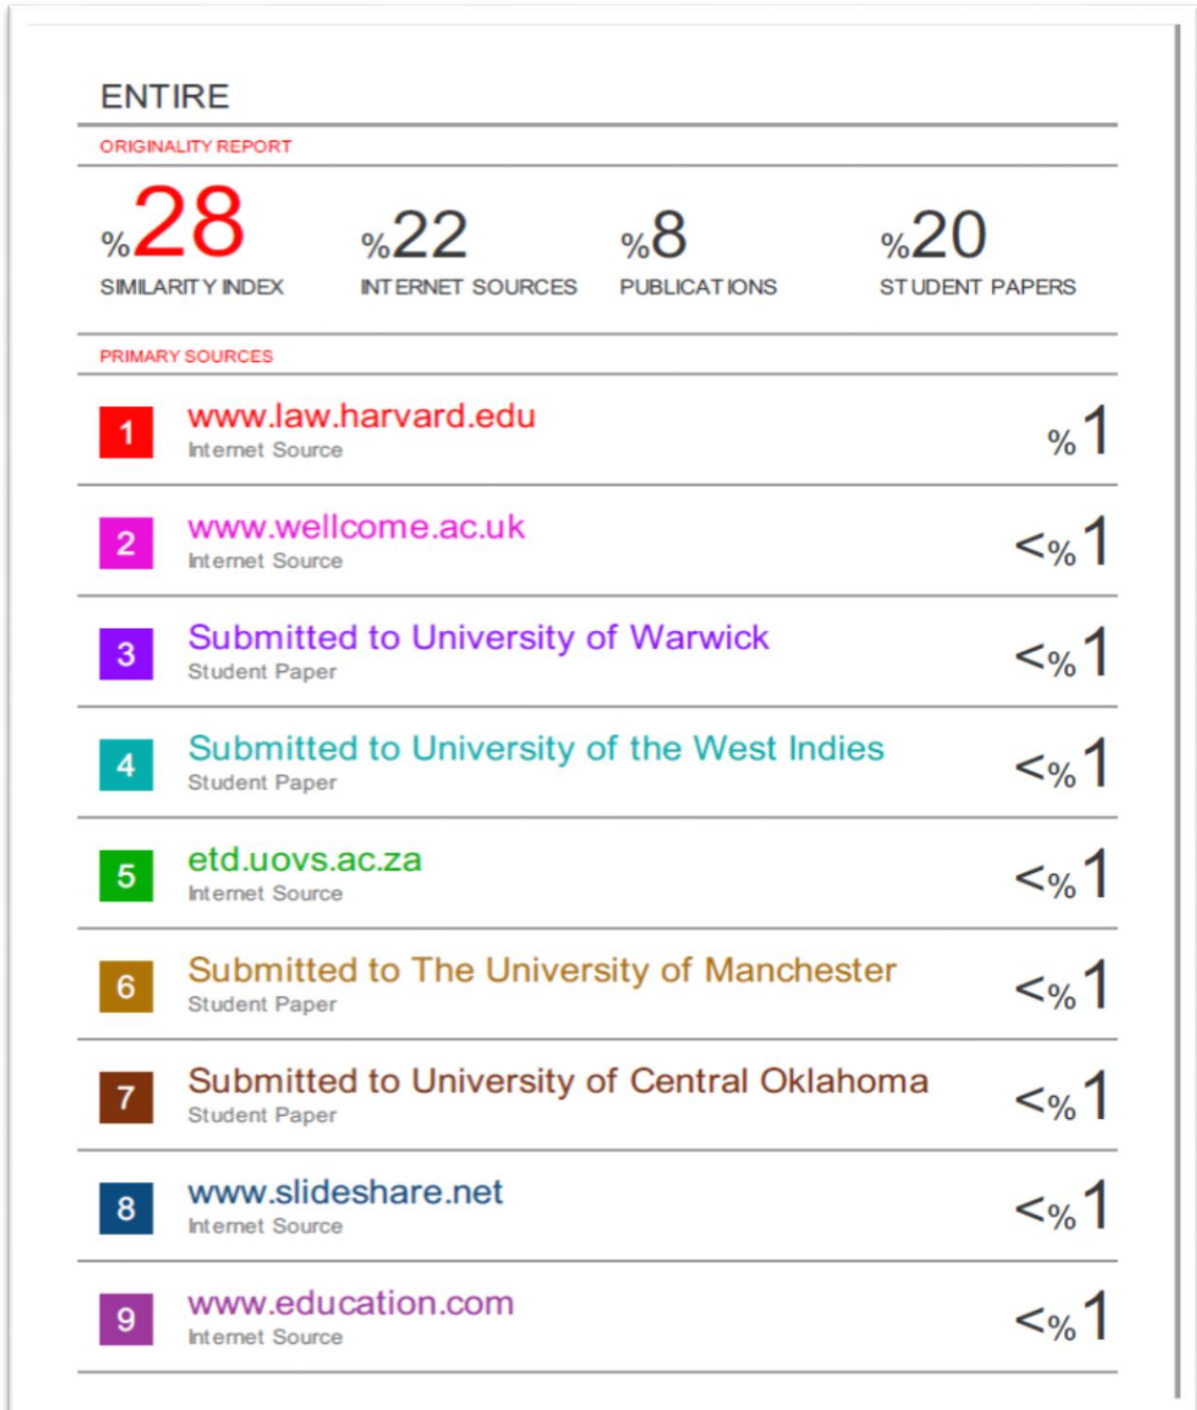 ENTIRE
ORIGINALITY REPORT
%28 %22 %8 %20
SIMILARITY INDEX INTERNET SOURCES PUBLICATIONS STUDENT PAPERS
PRIMARY SOURCES
1 www.law.harvard.edu %1
Internet Source
2 www.wellcome.ac.uk <%1
Internet Source
3 Submitted to University of Warwick <%1
Student Paper
4 Submitted to University of the West Indies <%1
Student Paper
5 etd.uovs.ac.za <%1
Internet Source
6 Submitted to The University of Manchester <%1
Student Paper
7 Submitted to University of Central Oklahoma <%1
Student Paper
8 www.slideshare.net <%1
Internet Source
9 www.education.com <%1
Internet Source